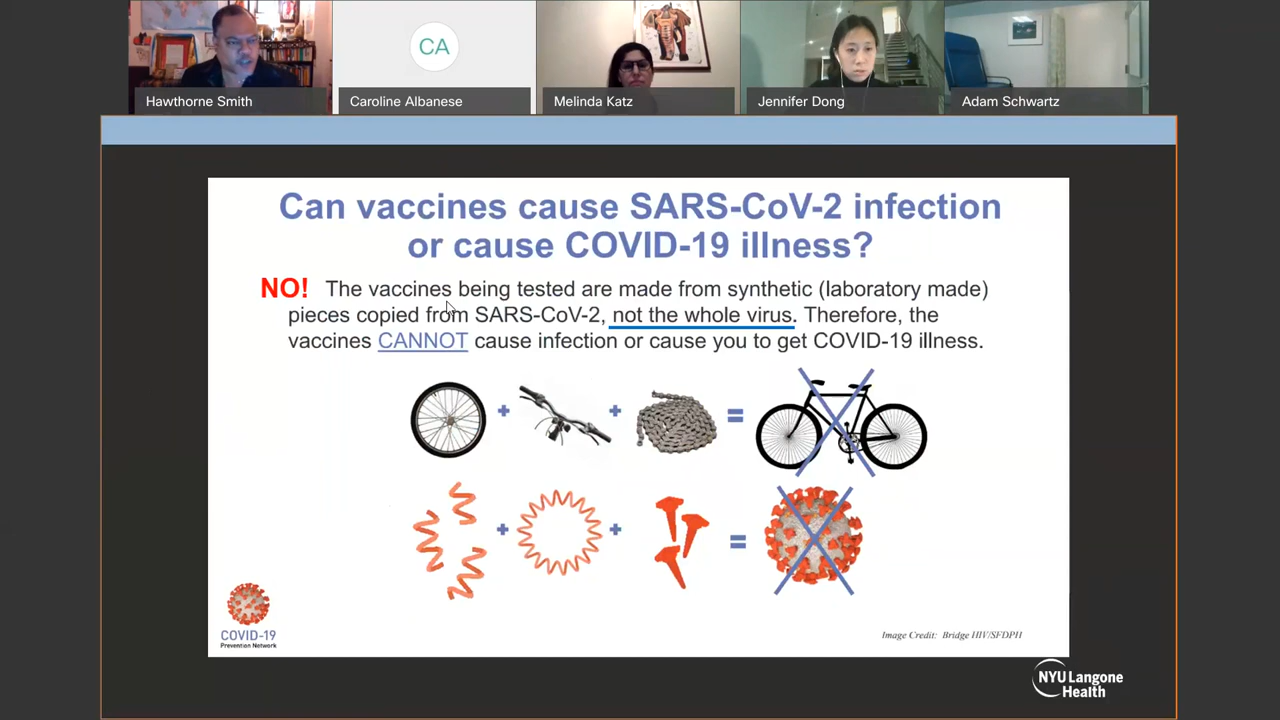 CA
Hawthorne Smith
Caroline Albanese
Melinda Katz
Jennifer Dong
Adam Schwartz
Can vaccines cause SARS-CoV-2 infection
or cause COVID-19 illness?
NO! The vaccines being tested are made from synthetic (laboratory made)
pieces copied from SARS-CoV-2, not the whole virus. Therefore, the
vaccines CANNOT cause infection or cause you to get COVID-19 illness.
+ + =
+ + =
COVID-19
Prevention Network
Image Credit: Bridge HIV/SFDPH
NYU Langone
Health